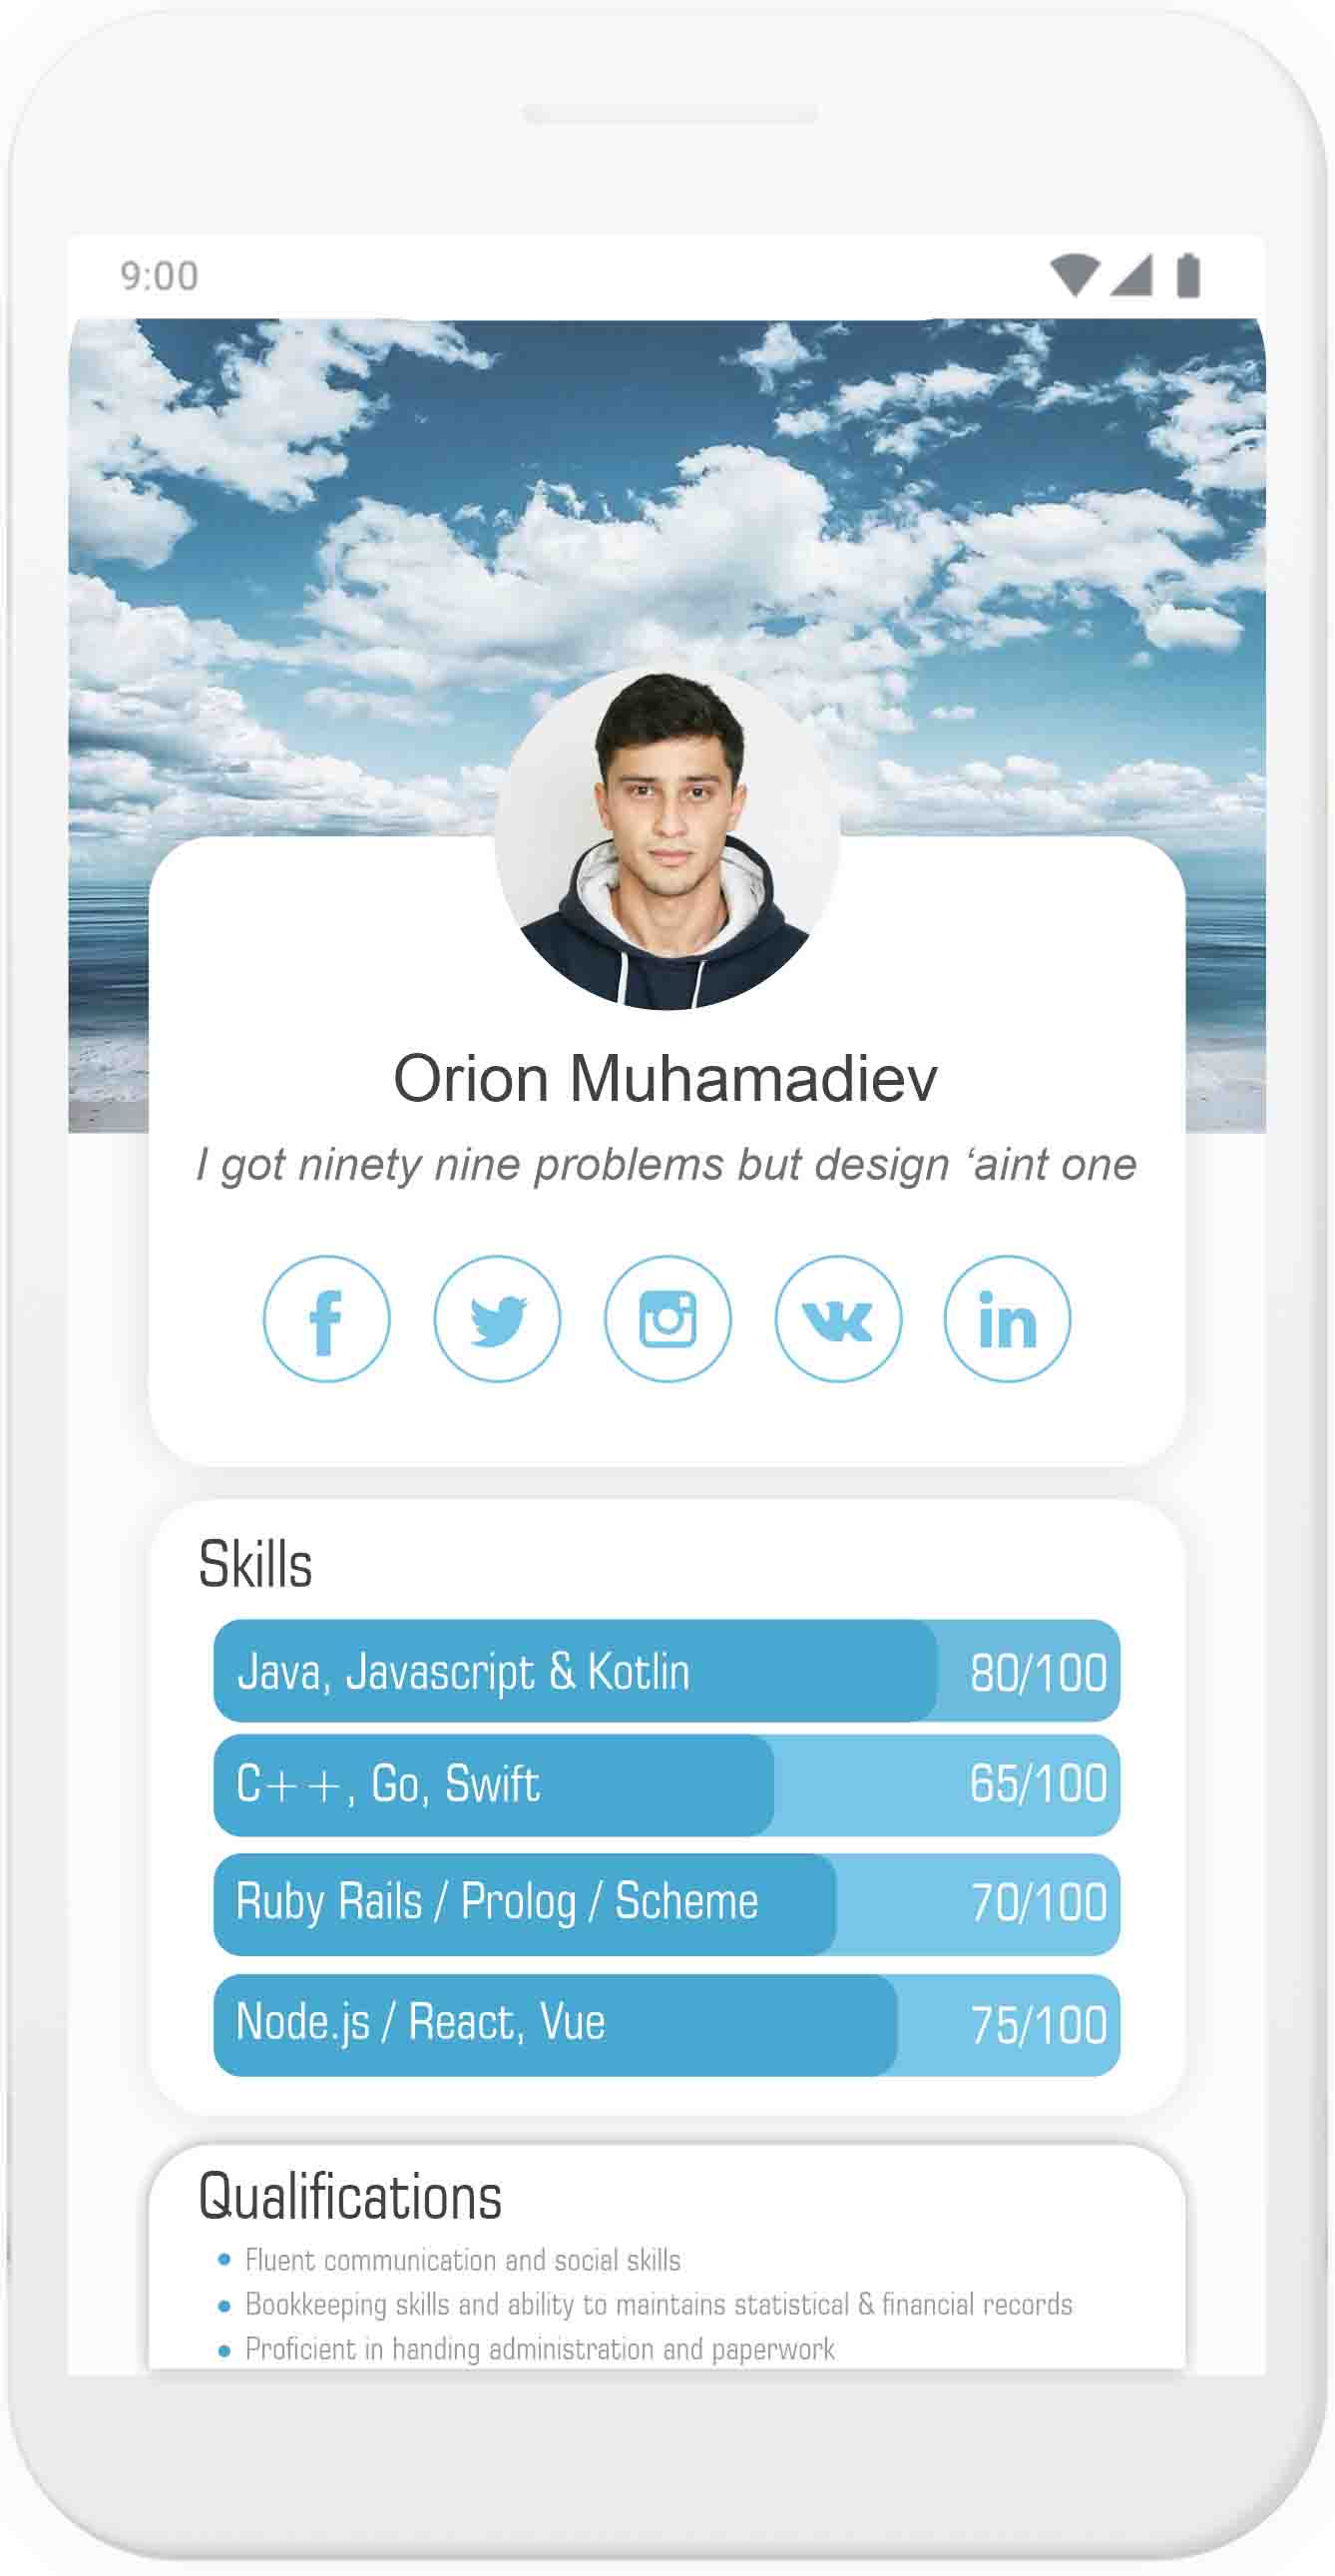 9:00
Orion Muhamadiev
I got ninety nine problems but design ‘aint one
Skills
Java, Javascript & Kotlin 80/100
C++, Go, Swift 65/100
Ruby Rails / Prolog / Scheme 70/100
Node.js / React, Vue 75/100
Qualifications
• Fluent communication and social skills
• Bookkeeping skills and ability to maintains statistical & financial records
• Proficient in handing administration and paperwork